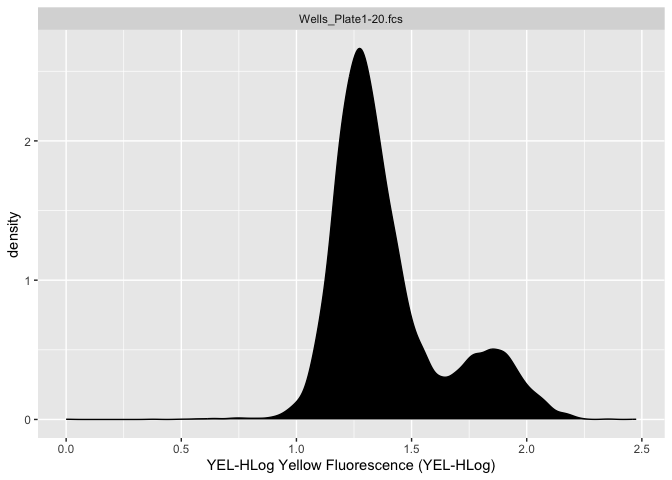 Wells_Plate1-20.fcs
density
2
1
0
0.0 0.5 1.0 1.5 2.0 2.5
YEL-HLog Yellow Fluorescence (YEL-HLog)